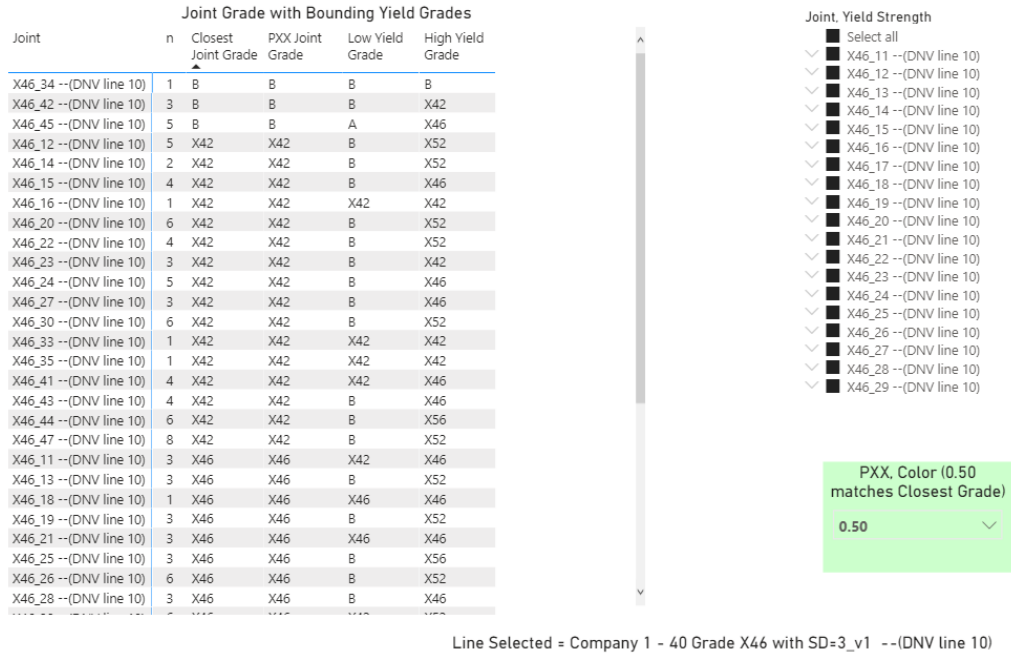 Joint Grade with Bounding Yield Grades
Joint n Closest Joint Grade PXX Joint Grade Low Yield Grade High Yield Grade
X46_34 --(DNV line 10) 1 B B B B
X46_42 --(DNV line 10) 3 B B B X42
X46_45 --(DNV line 10) 5 B B A X46
X46_12 --(DNV line 10) 5 X42 X42 B X52
X46_14 --(DNV line 10) 2 X42 X42 B X52
X46_15 --(DNV line 10) 4 X42 X42 B X46
X46_16 --(DNV line 10) 1 X42 X42 X42 X42
X46_20 --(DNV line 10) 6 X42 X42 B X52
X46_22 --(DNV line 10) 4 X42 X42 B X52
X46_23 --(DNV line 10) 3 X42 X42 B X42
X46_24 --(DNV line 10) 5 X42 X42 B X46
X46_27 --(DNV line 10) 3 X42 X42 B X46
X46_30 --(DNV line 10) 6 X42 X42 B X52
X46_33 --(DNV line 10) 1 X42 X42 X42 X42
X46_35 --(DNV line 10) 1 X42 X42 X42 X42
X46_41 --(DNV line 10) 4 X42 X42 X42 X46
X46_43 --(DNV line 10) 4 X42 X42 B X46
X46_44 --(DNV line 10) 6 X42 X42 B X56
X46_47 --(DNV line 10) 8 X42 X42 B X52
X46_11 --(DNV line 10) 3 X46 X46 X42 X46
X46_13 --(DNV line 10) 3 X46 X46 B X52
X46_18 --(DNV line 10) 1 X46 X46 X46 X46
X46_19 --(DNV line 10) 3 X46 X46 B X52
X46_21 --(DNV line 10) 3 X46 X46 X46 X46
X46_25 --(DNV line 10) 3 X46 X46 B X56
X46_26 --(DNV line 10) 6 X46 X46 B X52
X46_28 --(DNV line 10) 3 X46 X46 B X46
Joint, Yield Strength
Select all
X46_11 --(DNV line 10)
X46_12 --(DNV line 10)
X46_13 --(DNV line 10)
X46_14 --(DNV line 10)
X46_15 --(DNV line 10)
X46_16 --(DNV line 10)
X46_17 --(DNV line 10)
X46_18 --(DNV line 10)
X46_19 --(DNV line 10)
X46_20 --(DNV line 10)
X46_21 --(DNV line 10)
X46_22 --(DNV line 10)
X46_23 --(DNV line 10)
X46_24 --(DNV line 10)
X46_25 --(DNV line 10)
X46_26 --(DNV line 10)
X46_27 --(DNV line 10)
X46_28 --(DNV line 10)
X46_29 --(DNV line 10)
PXX, Color (0.50
matches Closest Grade)
0.50
Line Selected = Company 1 - 40 Grade X46 with SD=3_v1 --(DNV line 10)